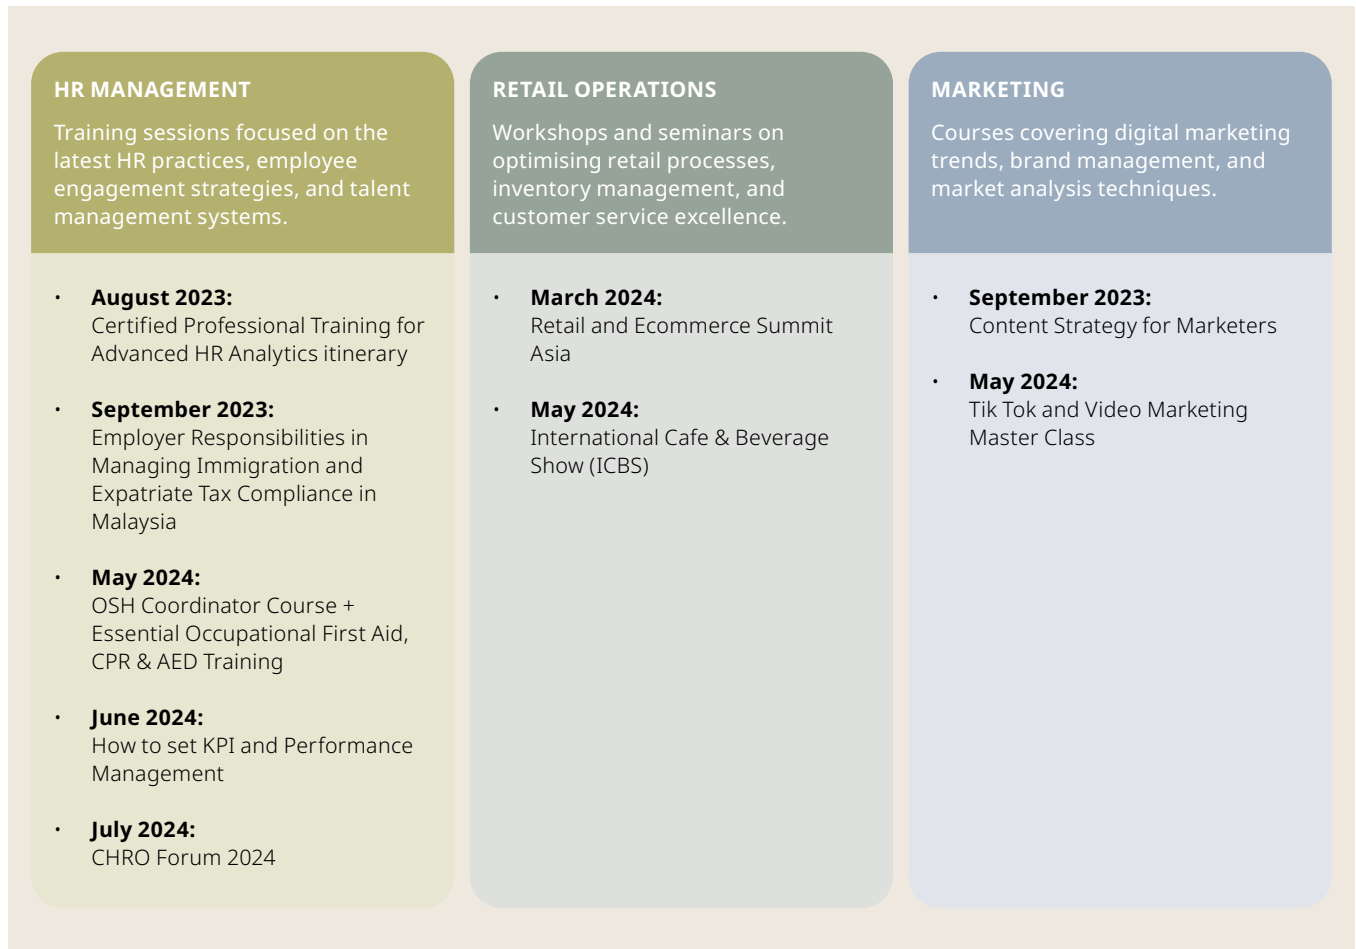 HR MANAGEMENT
Training sessions focused on the
latest HR practices, employee
engagement strategies, and talent
management systems.
• August 2023:
Certified Professional Training for
Advanced HR Analytics itinerary
• September 2023:
Employer Responsibilities in
Managing Immigration and
Expatriate Tax Compliance in
Malaysia
• May 2024:
OSH Coordinator Course +
Essential Occupational First Aid,
CPR & AED Training
• June 2024:
How to set KPI and Performance
Management
• July 2024:
CHRO Forum 2024
RETAIL OPERATIONS
Workshops and seminars on
optimising retail processes,
inventory management, and
customer service excellence.
• March 2024:
Retail and Ecommerce Summit
Asia
• May 2024:
International Cafe & Beverage
Show (ICBS)
MARKETING
Courses covering digital marketing
trends, brand management, and
market analysis techniques.
• September 2023:
Content Strategy for Marketers
• May 2024:
Tik Tok and Video Marketing
Master Class